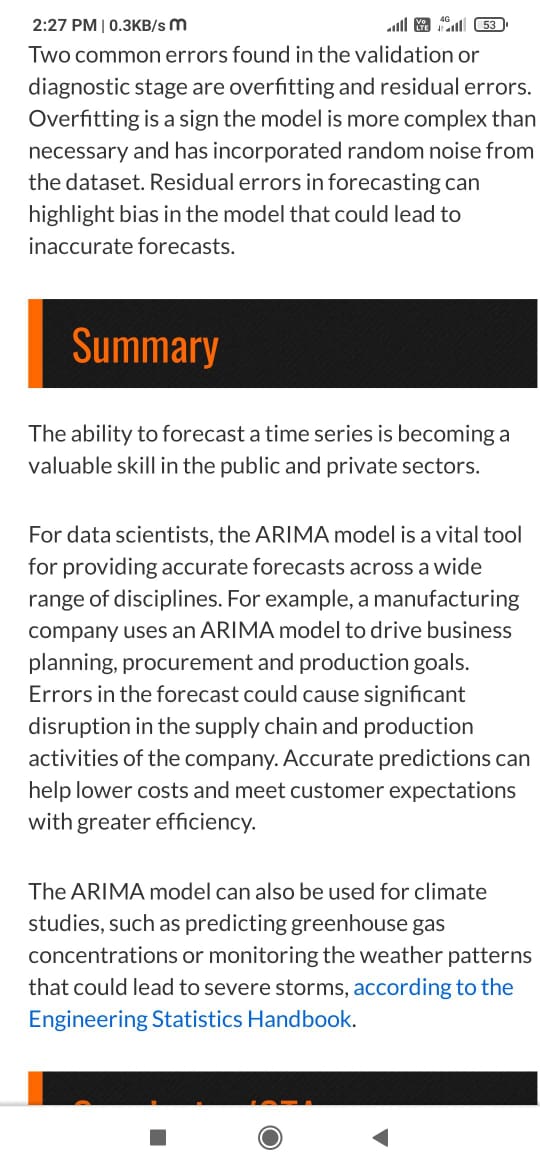 2:27 PM | 0.3KB/s m Vo LTE 4G 53
Two common errors found in the validation or
diagnostic stage are overfitting and residual errors.
Overfitting is a sign the model is more complex than
necessary and has incorporated random noise from
the dataset. Residual errors in forecasting can
highlight bias in the model that could lead to
inaccurate forecasts.
Summary
The ability to forecast a time series is becoming a
valuable skill in the public and private sectors.
For data scientists, the ARIMA model is a vital tool
for providing accurate forecasts across a wide
range of disciplines. For example, a manufacturing
company uses an ARIMA model to drive business
planning, procurement and production goals.
Errors in the forecast could cause significant
disruption in the supply chain and production
activities of the company. Accurate predictions can
help lower costs and meet customer expectations
with greater efficiency.
The ARIMA model can also be used for climate
studies, such as predicting greenhouse gas
concentrations or monitoring the weather patterns
that could lead to severe storms, according to the
Engineering Statistics Handbook.